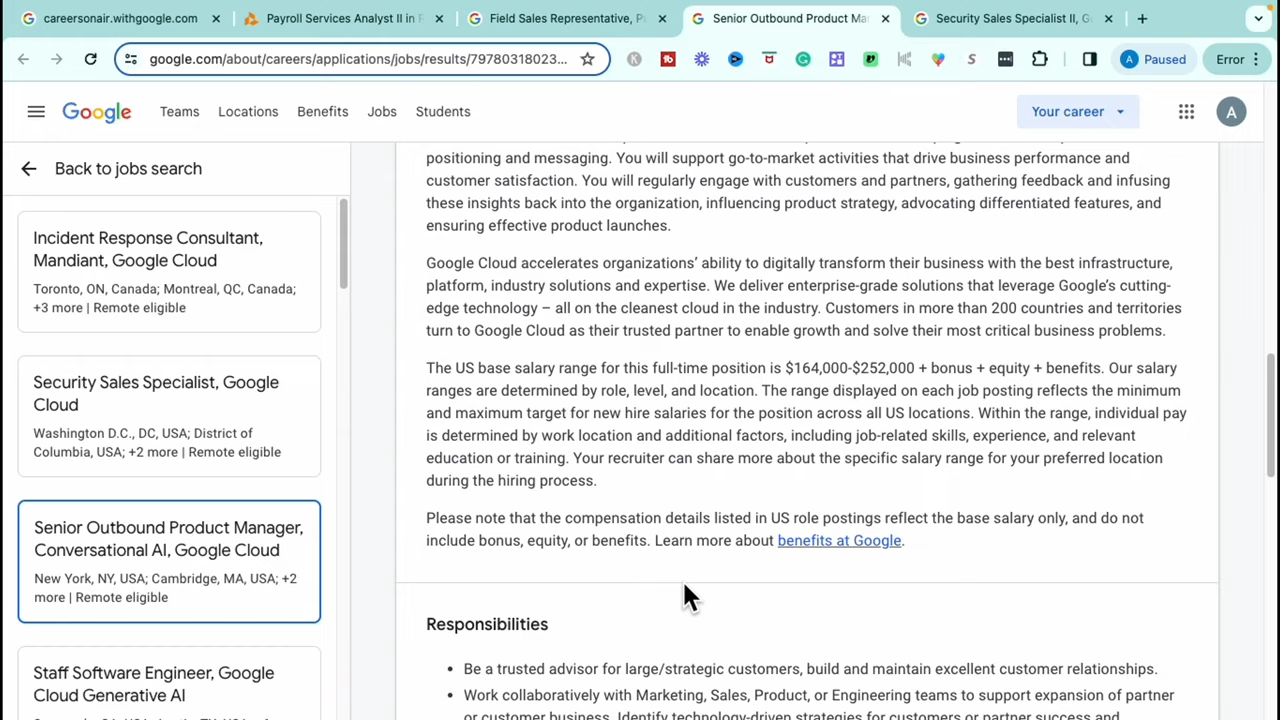 careersonair.withgoogle.com
Payroll Services Analyst II in R
Field Sales Representative, P
Senior Outbound Product Ma
Security Sales Specialist II, G
google.com/about/careers/applications/jobs/results/79780318023...
Paused
Error
Google
Teams
Locations
Benefits
Jobs
Students
Your career
A
Back to jobs search
Incident Response Consultant,
Mandiant, Google Cloud
Toronto, ON, Canada; Montreal, QC, Canada;
+3 more | Remote eligible
Security Sales Specialist, Google
Cloud
Washington D.C., DC, USA; District of
Columbia, USA; +2 more | Remote eligible
Senior Outbound Product Manager,
Conversational AI, Google Cloud
New York, NY, USA; Cambridge, MA, USA; +2
more | Remote eligible
Staff Software Engineer, Google
Cloud Generative AI
positioning and messaging. You will support go-to-market activities that drive business performance and
customer satisfaction. You will regularly engage with customers and partners, gathering feedback and infusing
these insights back into the organization, influencing product strategy, advocating differentiated features, and
ensuring effective product launches.
Google Cloud accelerates organizations’ ability to digitally transform their business with the best infrastructure,
platform, industry solutions and expertise. We deliver enterprise-grade solutions that leverage Google’s cutting-
edge technology – all on the cleanest cloud in the industry. Customers in more than 200 countries and territories
turn to Google Cloud as their trusted partner to enable growth and solve their most critical business problems.
The US base salary range for this full-time position is $164,000-$252,000 + bonus + equity + benefits. Our salary
ranges are determined by role, level, and location. The range displayed on each job posting reflects the minimum
and maximum target for new hire salaries for the position across all US locations. Within the range, individual pay
is determined by work location and additional factors, including job-related skills, experience, and relevant
education or training. Your recruiter can share more about the specific salary range for your preferred location
during the hiring process.
Please note that the compensation details listed in US role postings reflect the base salary only, and do not
include bonus, equity, or benefits. Learn more about benefits at Google.
Responsibilities
• Be a trusted advisor for large/strategic customers, build and maintain excellent customer relationships.
• Work collaboratively with Marketing, Sales, Product, or Engineering teams to support expansion of partner
or customer business. Identify technology-driven strategies for customers or partner success and